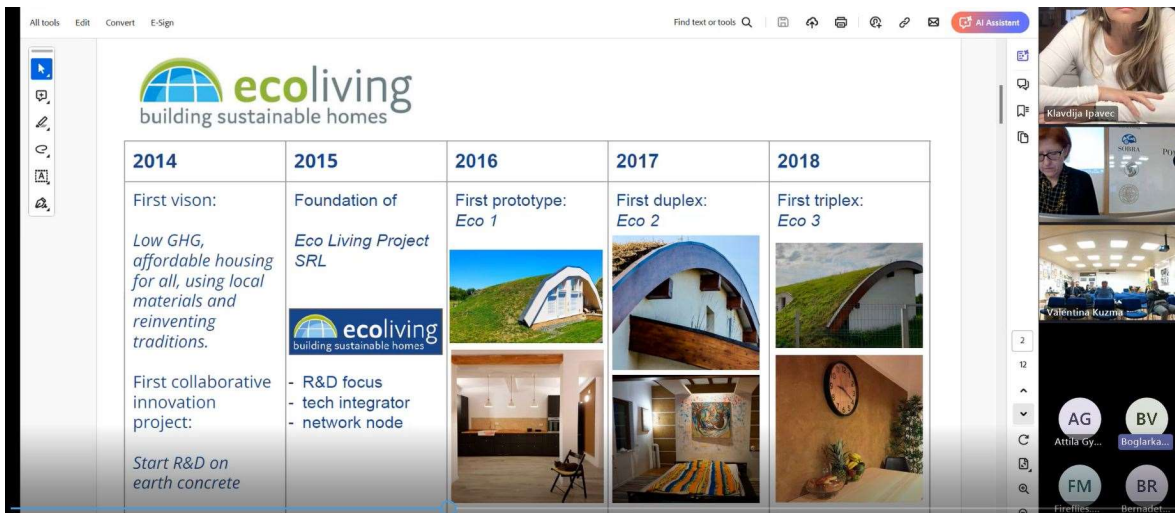 All tools Edit Convert E-Sign
Find text or tools
AI Assistant
ecoliving
building sustainable homes
2014
First vison:
Low GHG,
affordable housing
for all, using local
materials and
reinventing
traditions.
First collaborative
innovation
project:
Start R&D on
earth concrete
2015
Foundation of
Eco Living Project
SRL
ecoliving
building sustainable homes
- R&D focus
- tech integrator
- network node
2016
First prototype:
Eco 1
2017
First duplex:
Eco 2
2018
First triplex:
Eco 3
2
12
Klavdija Ipavec
SOBRA
Valentina Kuzma
AG
Attila Gy...
BV
Boglarka...
FM
Fireflies....
BR
Bernadet...